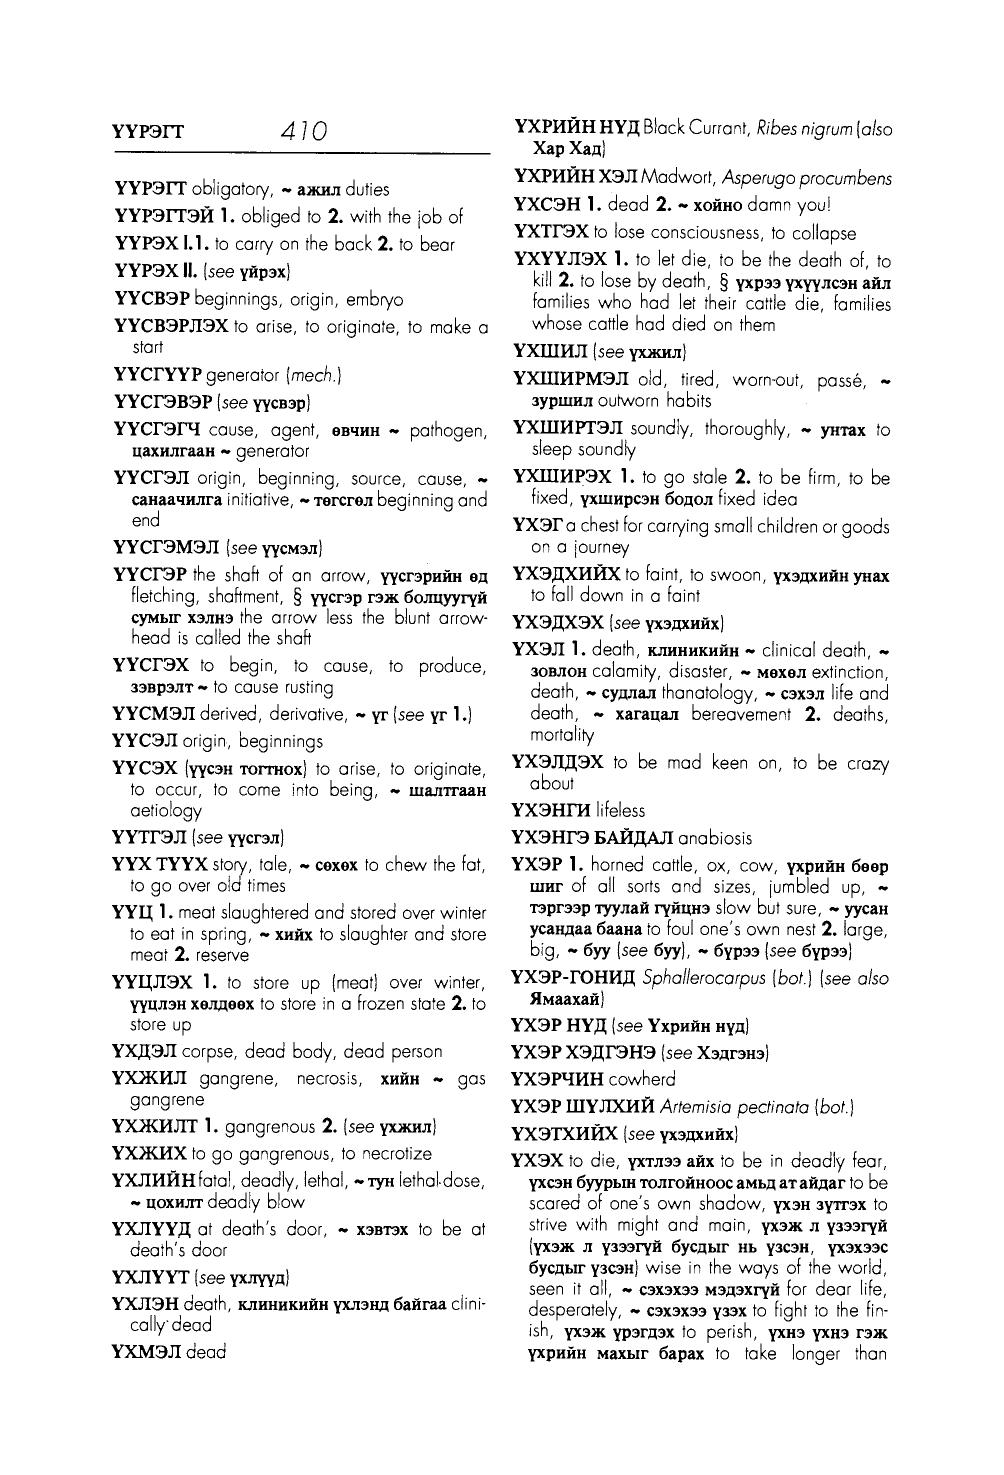 ҮҮРЭГТ 410
ҮҮРЭГТ obligatory, ~ ажил duties
ҮҮРЭГТЭЙ 1. obliged to 2. with the job of
ҮҮРЭХ I.1. to carry on the back 2. to bear
ҮҮРЭХ II. (see үйрэх)
ҮҮСВЭР beginnings, origin, embryo
ҮҮСВЭРЛЭХ to arise, to originate, to make a
start
ҮҮСГҮҮР generator (mech.)
ҮҮСГЭВЭР (see үүсвэр)
ҮҮСГЭГЧ cause, agent, өвчин ~ pathogen,
цахилгаан ~ generator
ҮҮСГЭЛ origin, beginning, source, cause, ~
санаачилга initiative, ~ төгсгөл beginning and
end
ҮҮСГЭМЭЛ (see үүсмэл)
ҮҮСГЭР the shaft of an arrow, үүсгэрийн өд
fletching, shaftment, § үүсгэр гэж болцуугүй
сумыг хэлнэ the arrow less the blunt arrow-
head is called the shaft
ҮҮСГЭХ to begin, to cause, to produce,
зэврэлт ~ to cause rusting
ҮҮСМЭЛ derived, derivative, ~ үг (see үг 1.)
ҮҮСЭЛ origin, beginnings
ҮҮСЭХ (үүсэн тогтнох) to arise, to originate,
to occur, to come into being, ~ шалтгаан
aetiology
ҮҮТГЭЛ (see үүсгэл)
ҮҮХ ТҮҮХ story, tale, ~ сөхөх to chew the fat,
to go over old times
ҮҮЦ 1. meat slaughtered and stored over winter
to eat in spring, ~ хийх to slaughter and store
meat 2. reserve
ҮҮЦЛЭХ 1. to store up (meat) over winter,
үүцлэн хөлдөөх to store in a frozen state 2. to
store up
ҮХДЭЛ corpse, dead body, dead person
ҮХЖИЛ gangrene, necrosis, хийн ~ gas
gangrene
ҮХЖИЛТ 1. gangrenous 2. (see үхжил)
ҮХЖИХ to go gangrenous, to necrotize
ҮХЛИЙН fatal, deadly, lethal, ~ тун lethal dose,
~ цохилт deadly blow
ҮХЛҮҮД at death's door, ~ хэвтэх to be at
death's door
ҮХЛҮҮТ (see үхлүүд)
ҮХЛЭН death, клиникийн үхлэнд байгаа clini-
cally dead
ҮХМЭЛ dead
ҮХРИЙН НҮД Black Currant, Ribes nigrum (also
Хар Хад)
ҮХРИЙН ХЭЛ Madwort, Asperugo procumbens
ҮХСЭН 1. dead 2. ~ хойно damn you!
ҮХТГЭХ to lose consciousness, to collapse
ҮХҮҮЛЭХ 1. to let die, to be the death of, to
kill 2. to lose by death, § үхрээ үхүүлсэн айл
families who had let their cattle die, families
whose cattle had died on them
ҮХШИЛ (see үхжил)
ҮХШИРМЭЛ old, tired, worn-out, passé, ~
зуршил outworn habits
ҮХШИРТЭЛ soundly, thoroughly, ~ унтах to
sleep soundly
ҮХШИРЭХ 1. to go stale 2. to be firm, to be
fixed, үхширсэн бодол fixed idea
ҮХЭГ a chest for carrying small children or goods
on a journey
ҮХЭДХИЙХ to faint, to swoon, үхэдхийн унах
to fall down in a faint
ҮХЭДХЭХ (see үхэдхийх)
ҮХЭЛ 1. death, клиникийн ~ clinical death, ~
зовлон calamity, disaster, ~ мөхөл extinction,
death, ~ судлал thanatology, ~ сэхэл life and
death, ~ хагацал bereavement 2. deaths,
mortality
ҮХЭЛДЭХ to be mad keen on, to be crazy
about
ҮХЭНГИ lifeless
ҮХЭНГЭ БАЙДАЛ anabiosis
ҮХЭР 1. horned cattle, ox, cow, үхрийн бөөр
шиг of all sorts and sizes, jumbled up, ~
тэргээр туулай гүйцнэ slow but sure, ~ уусан
усандаа баана to foul one's own nest 2. large,
big, ~ буу (see буу), ~ бүрээ (see бүрээ)
ҮХЭР-ГОНИД Sphallerocarpus (bot.) (see also
Ямаахай)
ҮХЭР НҮД (see Үхрийн нүд)
ҮХЭР ХЭДГЭНЭ (see Хэдгэнэ)
ҮХЭРЧИН cowherd
ҮХЭР ШҮЛХИЙ Artemisia pectinata (bot.)
ҮХЭТХИЙХ (see үхэдхийх)
ҮХЭХ to die, үхтлээ айх to be in deadly fear,
үхсэн буурын толгойноос амьд ат айдаг to be
scared of one's own shadow, үхэн зүтгэх to
strive with might and main, үхэж л үзээгүй
(үхэж л үзээгүй бусдыг нь үзсэн, үхэхээс
бусдыг үзсэн) wise in the ways of the world,
seen it all, ~ сэхэхээ мэдэхгүй for dear life,
desperately, ~ сэхэхээ үзэх to fight to the fin-
ish, үхэж үрэгдэх to perish, үхнэ үхнэ гэж
үхрийн махыг барах to take longer than